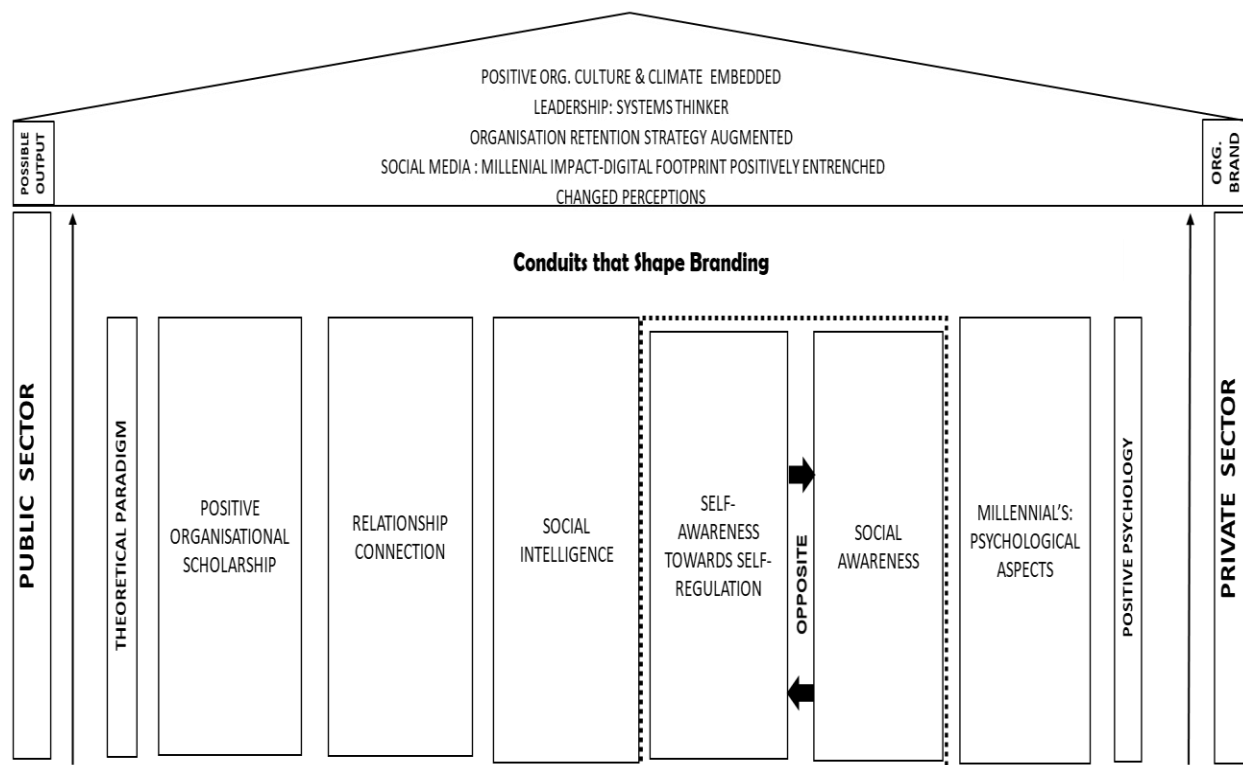 POSITIVE ORG. CULTURE & CLIMATE EMBEDDED
LEADERSHIP: SYSTEMS THINKER
ORGANISATION RETENTION STRATEGY AUGMENTED
SOCIAL MEDIA : MILLENIAL IMPACT-DIGITAL FOOTPRINT POSITIVELY ENTRENCHED
CHANGED PERCEPTIONS
POSSIBLE
OUTPUT
ORG.
BRAND
Conduits that Shape Branding
PUBLIC SECTOR
THEORETICAL PARADIGM
POSITIVE
ORGANISATIONAL
SCHOLARSHIP
RELATIONSHIP
CONNECTION
SOCIAL
INTELLIGENCE
SELF-
AWARENESS
TOWARDS SELF-
REGULATION
OPPOSITE
SOCIAL
AWARENESS
MILLENNIAL'S:
PSYCHOLOGICAL
ASPECTS
POSITIVE PSYCHOLOGY
PRIVATE SECTOR